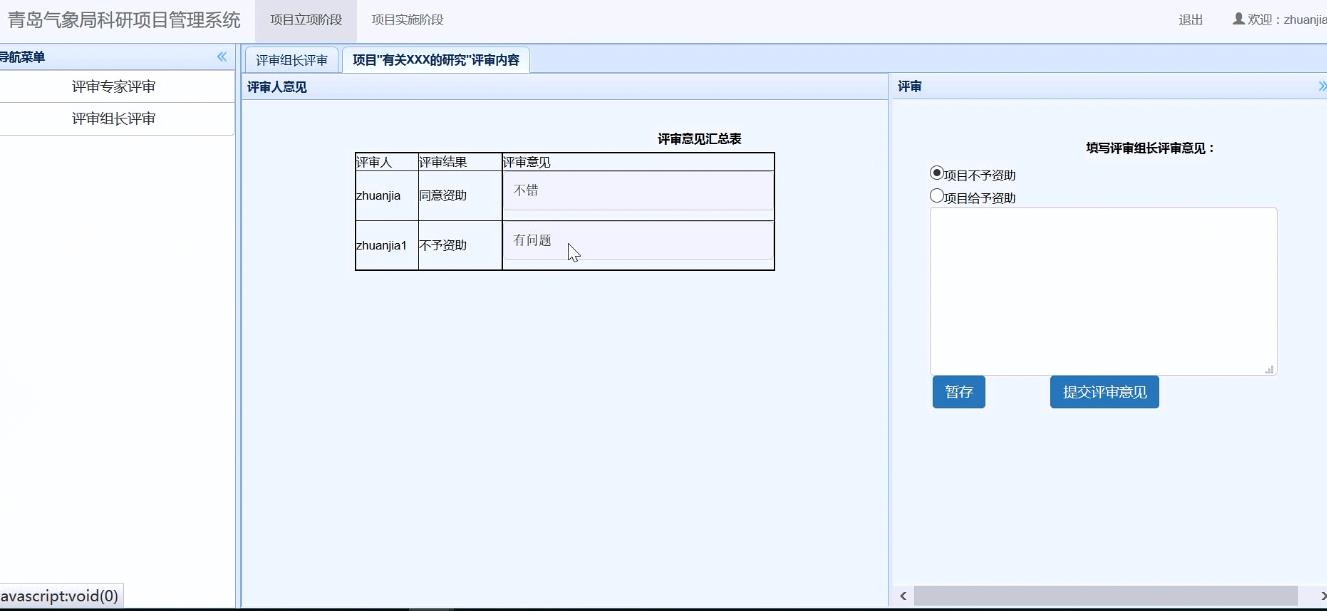 青岛气象局科研项目管理系统 项目立项阶段 项目实施阶段 退出 欢迎：zhuanjia
导航菜单
评审专家评审
评审组长评审
评审组长评审 项目"有关XXX的研究"评审内容
评审人意见
评审意见汇总表
评审人 评审结果 评审意见
zhuanjia 同意资助 不错
zhuanjia1 不予资助 有问题
评审
填写评审组长评审意见：
项目不予资助
项目给予资助
暂存 提交评审意见
avascript:void(0)